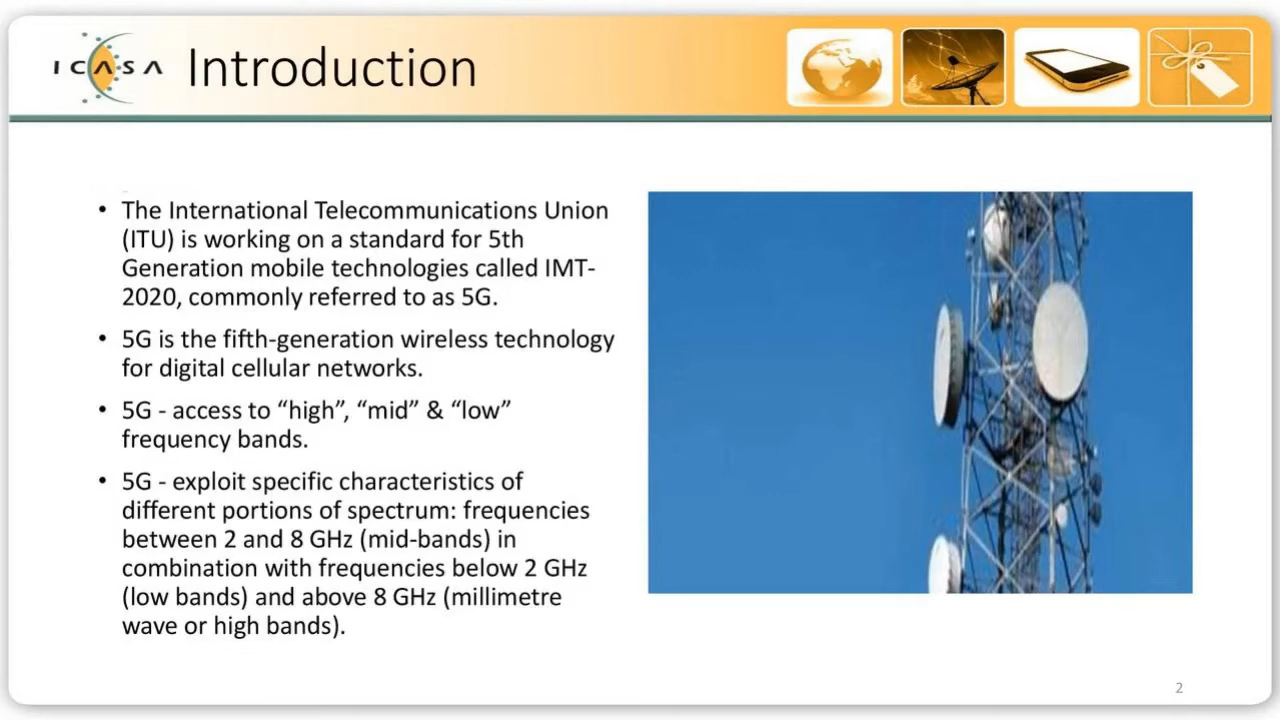 ICASA Introduction
• The International Telecommunications Union
(ITU) is working on a standard for 5th
Generation mobile technologies called IMT-
2020, commonly referred to as 5G.
• 5G is the fifth-generation wireless technology
for digital cellular networks.
• 5G - access to “high”, “mid” & “low”
frequency bands.
• 5G - exploit specific characteristics of
different portions of spectrum: frequencies
between 2 and 8 GHz (mid-bands) in
combination with frequencies below 2 GHz
(low bands) and above 8 GHz (millimetre
wave or high bands).
2